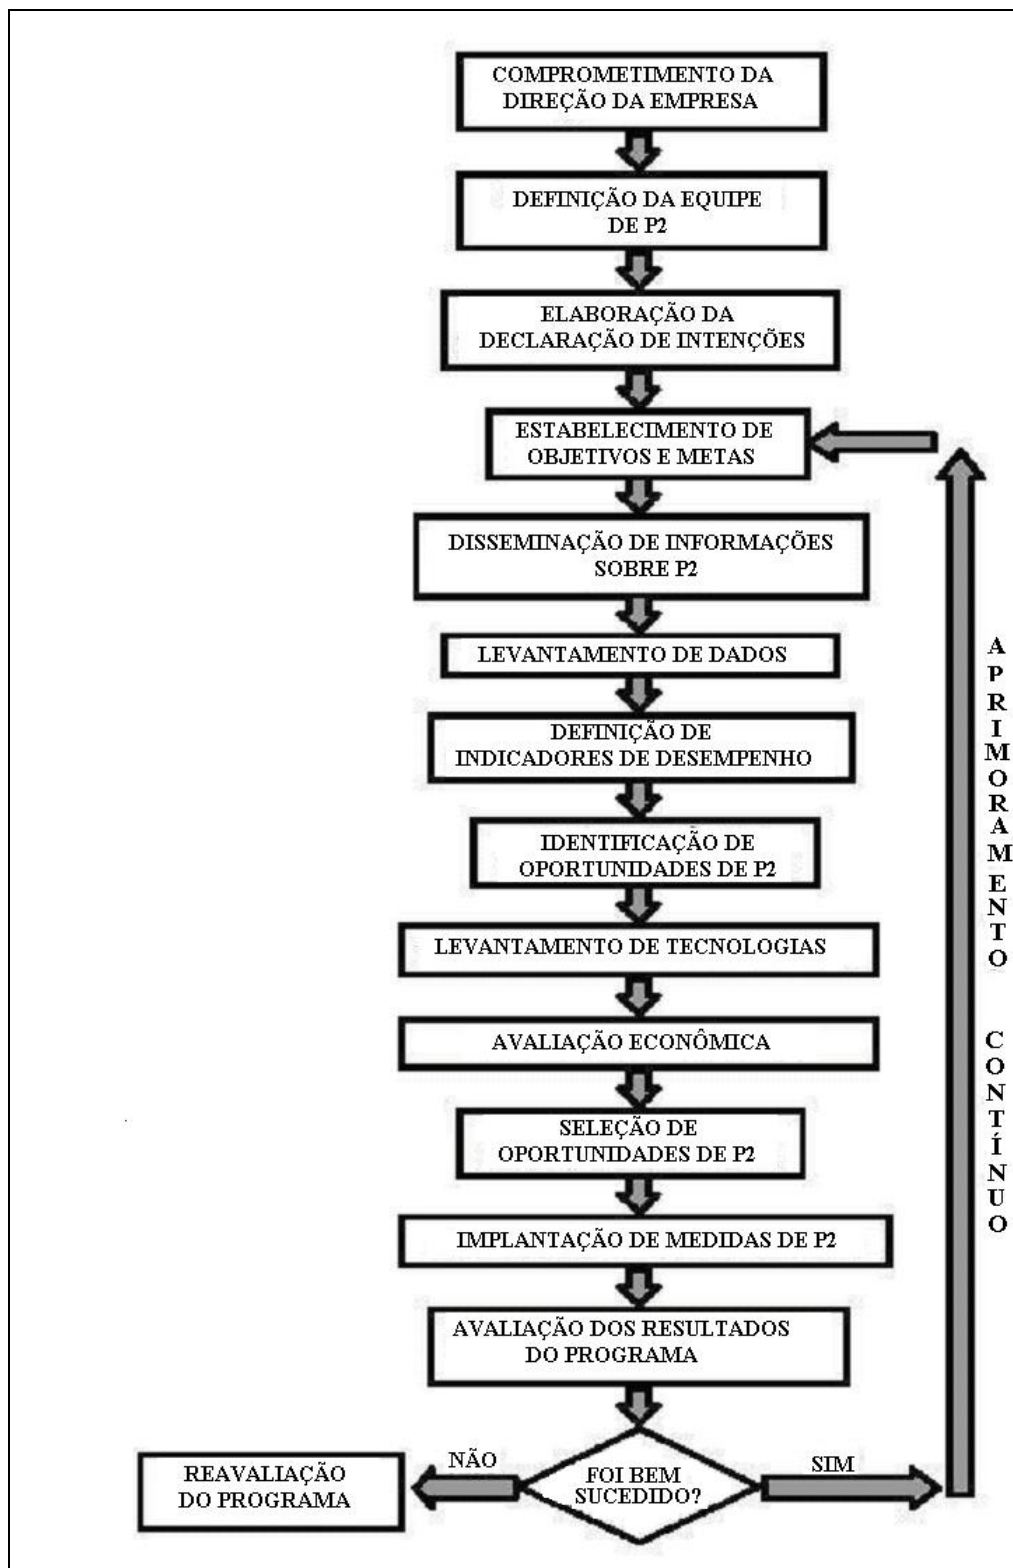 COMPROMETIMENTO DA
DIREÇÃO DA EMPRESA
DEFINIÇÃO DA EQUIPE
DE P2
ELABORAÇÃO DA
DECLARAÇÃO DE INTENÇÕES
ESTABELECIMENTO DE
OBJETIVOS E METAS
DISSEMINAÇÃO DE INFORMAÇÕES
SOBRE P2
LEVANTAMENTO DE DADOS
DEFINIÇÃO DE
INDICADORES DE DESEMPENHO
IDENTIFICAÇÃO DE
OPORTUNIDADES DE P2
LEVANTAMENTO DE TECNOLOGIAS
AVALIAÇÃO ECONÔMICA
SELEÇÃO DE
OPORTUNIDADES DE P2
IMPLANTAÇÃO DE MEDIDAS DE P2
AVALIAÇÃO DOS RESULTADOS
DO PROGRAMA
FOI BEM
SUCEDIDO?
NÃO
REAVALIAÇÃO
DO PROGRAMA
SIM
APRIMORAMENTO CONTÍNUO